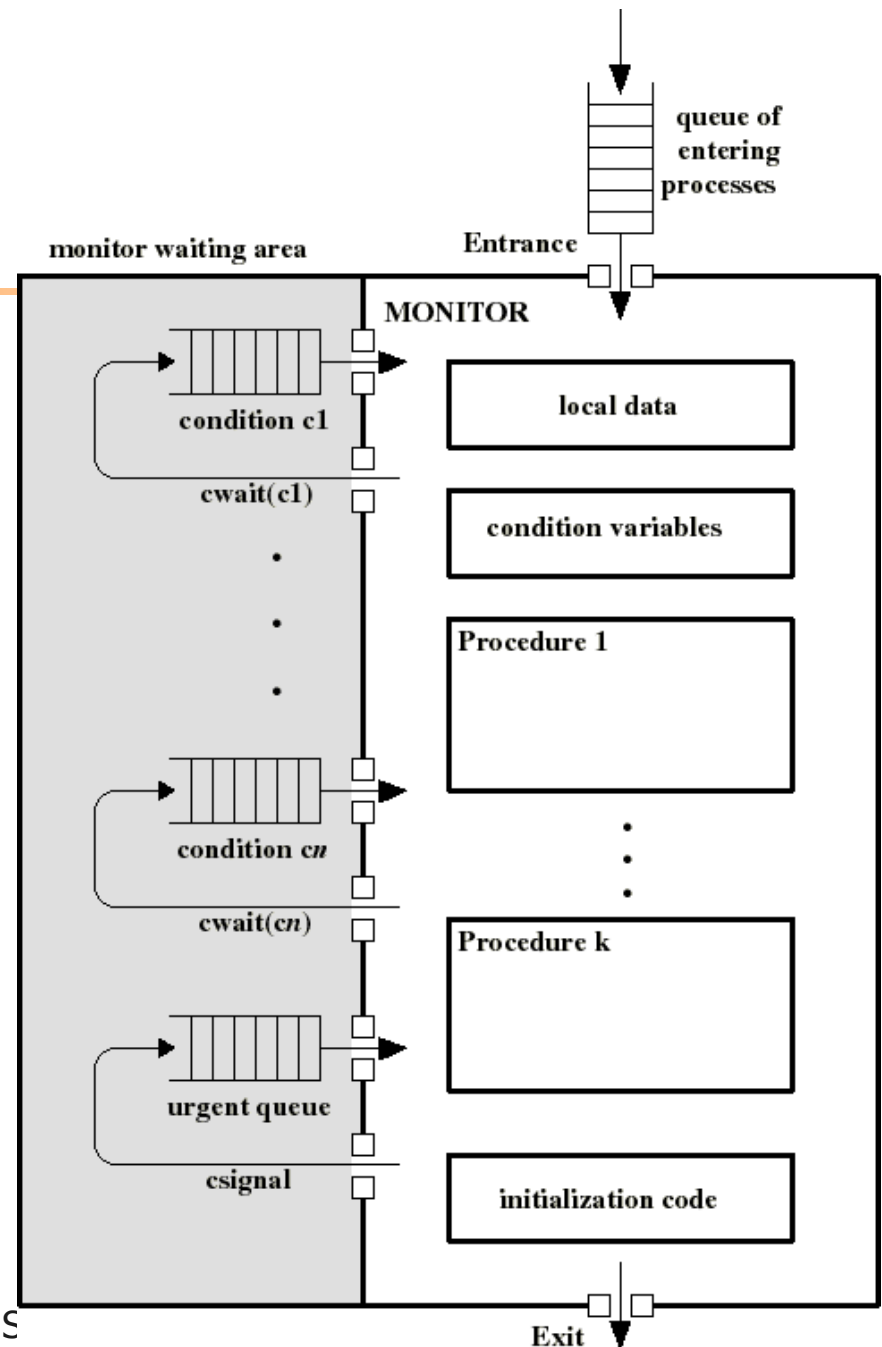 queue of
entering
processes
Entrance
monitor waiting area
MONITOR
condition c1
local data
cwait(c1)
condition variables
Procedure 1
condition cn
cwait(cn)
Procedure k
urgent queue
csignal
initialization code
S
Exit